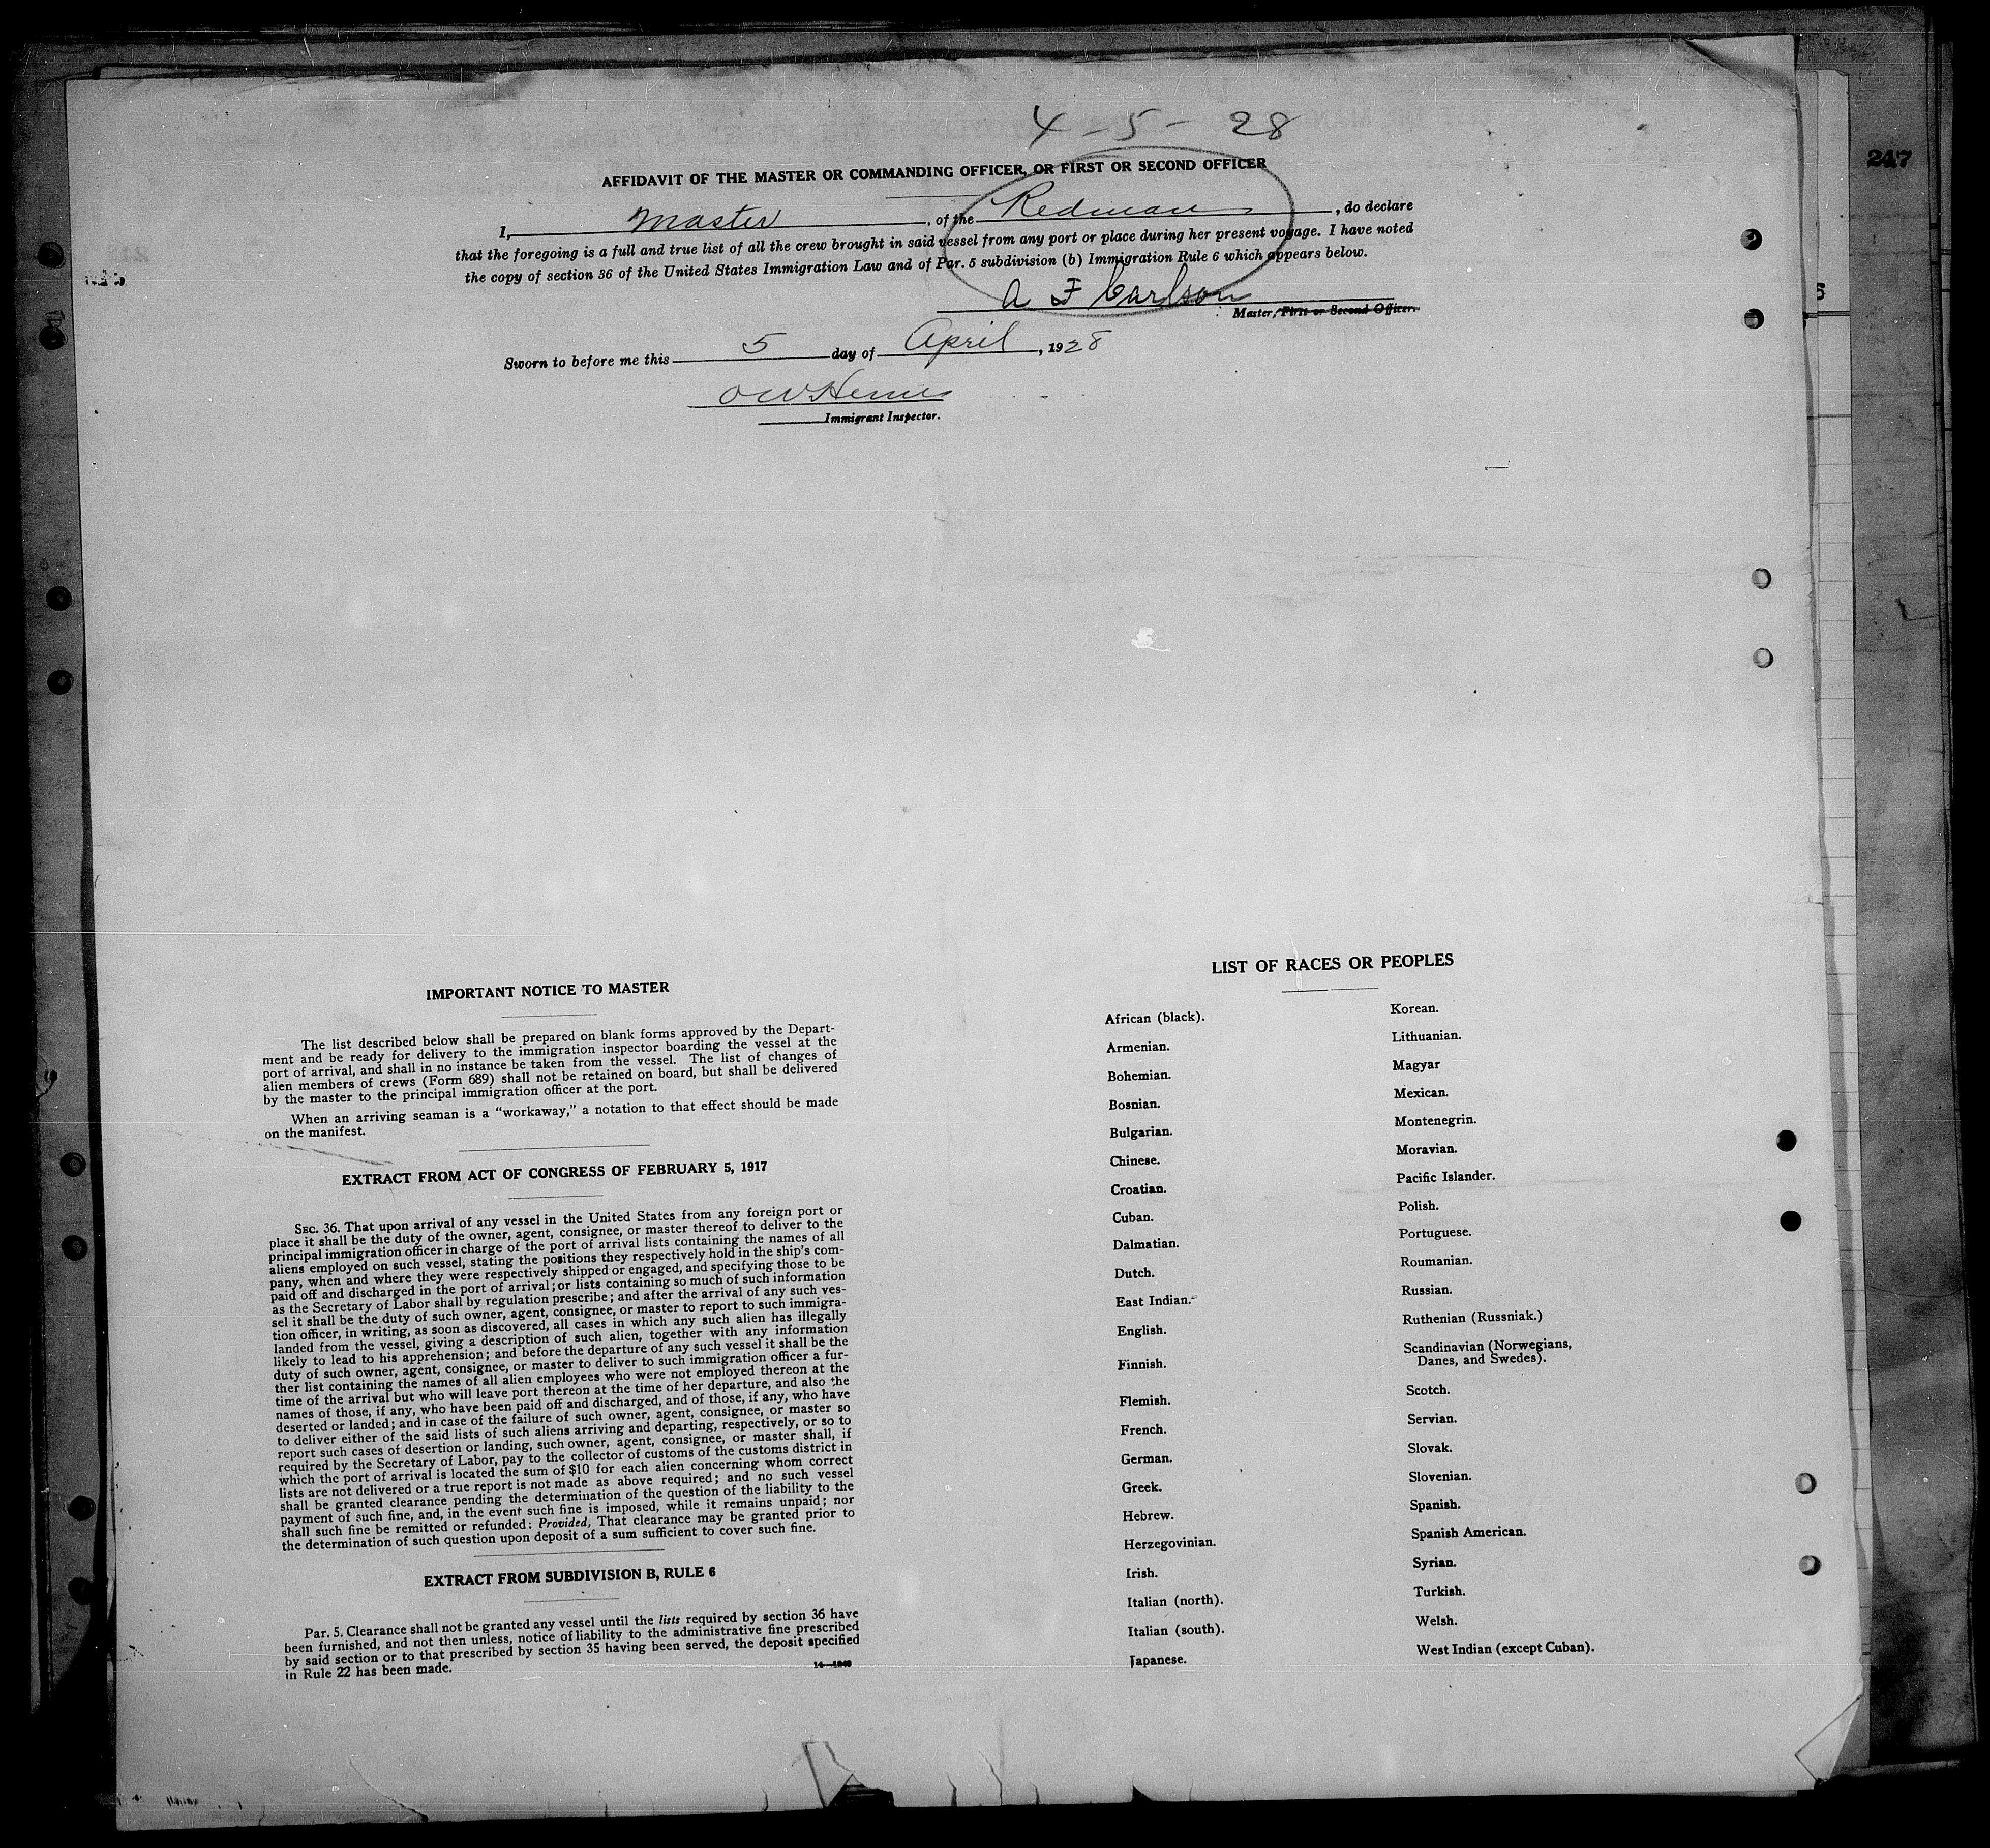 4-5-28
247
AFFIDAVIT OF THE MASTER OR COMMANDING OFFICER, OR FIRST OR SECOND OFFICER
I, Master, of the Redman, do declare
that the foregoing is a full and true list of all the crew brought in said vessel from any port or place during her present voyage. I have noted
the copy of section 36 of the United States Immigration Law and of Par. 5 subdivision (b) Immigration Rule 6 which appears below.
A F Carlson
Master, First or Second Officer.
Sworn to before me this 5 day of April, 1928
O W
Immigrant Inspector.
IMPORTANT NOTICE TO MASTER
The list described below shall be prepared on blank forms approved by the Depart-
ment and be ready for delivery to the immigration inspector boarding the vessel at the
port of arrival, and shall in no instance be taken from the vessel. The list of changes of
alien members of crews (Form 689) shall not be retained on board, but shall be delivered
by the master to the principal immigration officer at the port.
When an arriving seaman is a "workaway," a notation to that effect should be made
on the manifest.
EXTRACT FROM ACT OF CONGRESS OF FEBRUARY 5, 1917
SEC. 36. That upon arrival of any vessel in the United States from any foreign port or
place it shall be the duty of the owner, agent, consignee, or master thereof to deliver to the
principal immigration officer in charge of the port of arrival lists containing the names of all
aliens employed on such vessel, stating the positions they respectively hold in the ship's com-
pany, when and where they were respectively shipped or engaged, and specifying those to be
paid off and discharged in the port of arrival; or lists containing so much of such information
as the Secretary of Labor shall by regulation prescribe; and after the arrival of any such ves-
sel it shall be the duty of such owner, agent, consignee, or master to report to such immigra-
tion officer, in writing, as soon as discovered, all cases in which any such alien has illegally
landed from the vessel, giving a description of such alien, together with any information
likely to lead to his apprehension; and before the departure of any such vessel it shall be the
duty of such owner, agent, consignee, or master to deliver to such immigration officer a fur-
ther list containing the names of all alien employees who were not employed thereon at the
time of the arrival but who will leave port thereon at the time of her departure, and also the
names of those, if any, who have been paid off and discharged, and of those, if any, who have
deserted or landed; and in case of the failure of such owner, agent, consignee, or master so
to deliver either of the said lists of such aliens arriving and departing, respectively, or so to
report such cases of desertion or landing, such owner, agent, consignee, or master shall, if
required by the Secretary of Labor, pay to the collector of customs of the customs district in
which the port of arrival is located the sum of $10 for each alien concerning whom correct
lists are not delivered or a true report is not made as above required; and no such vessel
shall be granted clearance pending the determination of the question of the liability to the
payment of such fine, and, in the event such fine is imposed, while it remains unpaid; nor
shall such fine be remitted or refunded: Provided, That clearance may be granted prior to
the determination of such question upon deposit of a sum sufficient to cover such fine.
EXTRACT FROM SUBDIVISION B, RULE 6
Par. 5. Clearance shall not be granted any vessel until the lists required by section 36 have
been furnished, and not then unless, notice of liability to the administrative fine prescribed
by said section or to that prescribed by section 35 having been served, the deposit specified
in Rule 22 has been made.
LIST OF RACES OR PEOPLES
African (black).
Armenian.
Bohemian.
Bosnian.
Bulgarian.
Chinese.
Croatian.
Cuban.
Dalmatian.
Dutch.
East Indian.
English.
Finnish.
Flemish.
French.
German.
Greek.
Hebrew.
Herzegovinian.
Irish.
Italian (north).
Italian (south).
Japanese.
Korean.
Lithuanian.
Magyar
Mexican.
Montenegrin.
Moravian.
Pacific Islander.
Polish.
Portuguese.
Roumanian.
Russian.
Ruthenian (Russniak.)
Scandinavian (Norwegians,
Danes, and Swedes).
Scotch.
Servian.
Slovak.
Slovenian.
Spanish.
Spanish American.
Syrian.
Turkish.
Welsh.
West Indian (except Cuban).